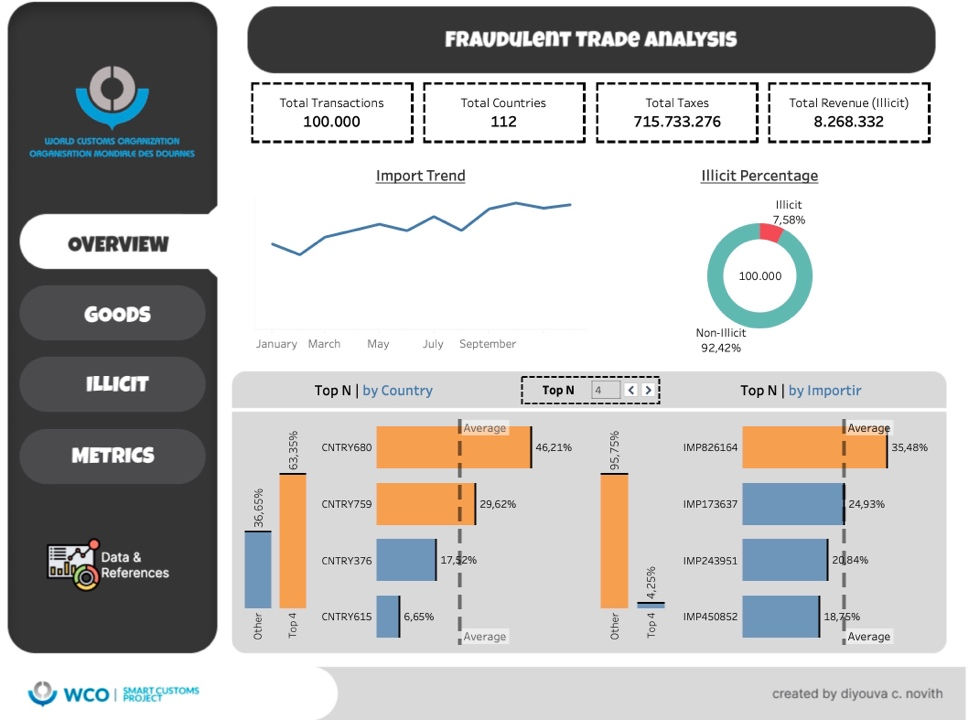 WORLD CUSTOMS ORGANIZATION
ORGANISATION MONDIALE DES DOUANES
OVERVIEW
GOODS
ILLICIT
METRICS
Data &
References
FRAUDULENT TRADE ANALYSIS
Total Transactions
100.000
Total Countries
112
Total Taxes
715.733.276
Total Revenue (Illicit)
8.268.332
Import Trend
January March May July September
Illicit Percentage
Illicit
7,58%
100.000
Non-Illicit
92,42%
Top N | by Country
Top N 4
Top N | by Importir
36,65%
63,35%
Other
Top 4
Average
CNTRY680 46,21%
CNTRY759 29,62%
CNTRY376 17,52%
CNTRY615 6,65%
Average
95,75%
4,25%
Other
Top 4
Average
IMP826164 35,48%
IMP173637 24,93%
IMP243951 20,84%
IMP450852 18,75%
Average
WCO | SMART CUSTOMS
PROJECT
created by diyouva c. novith